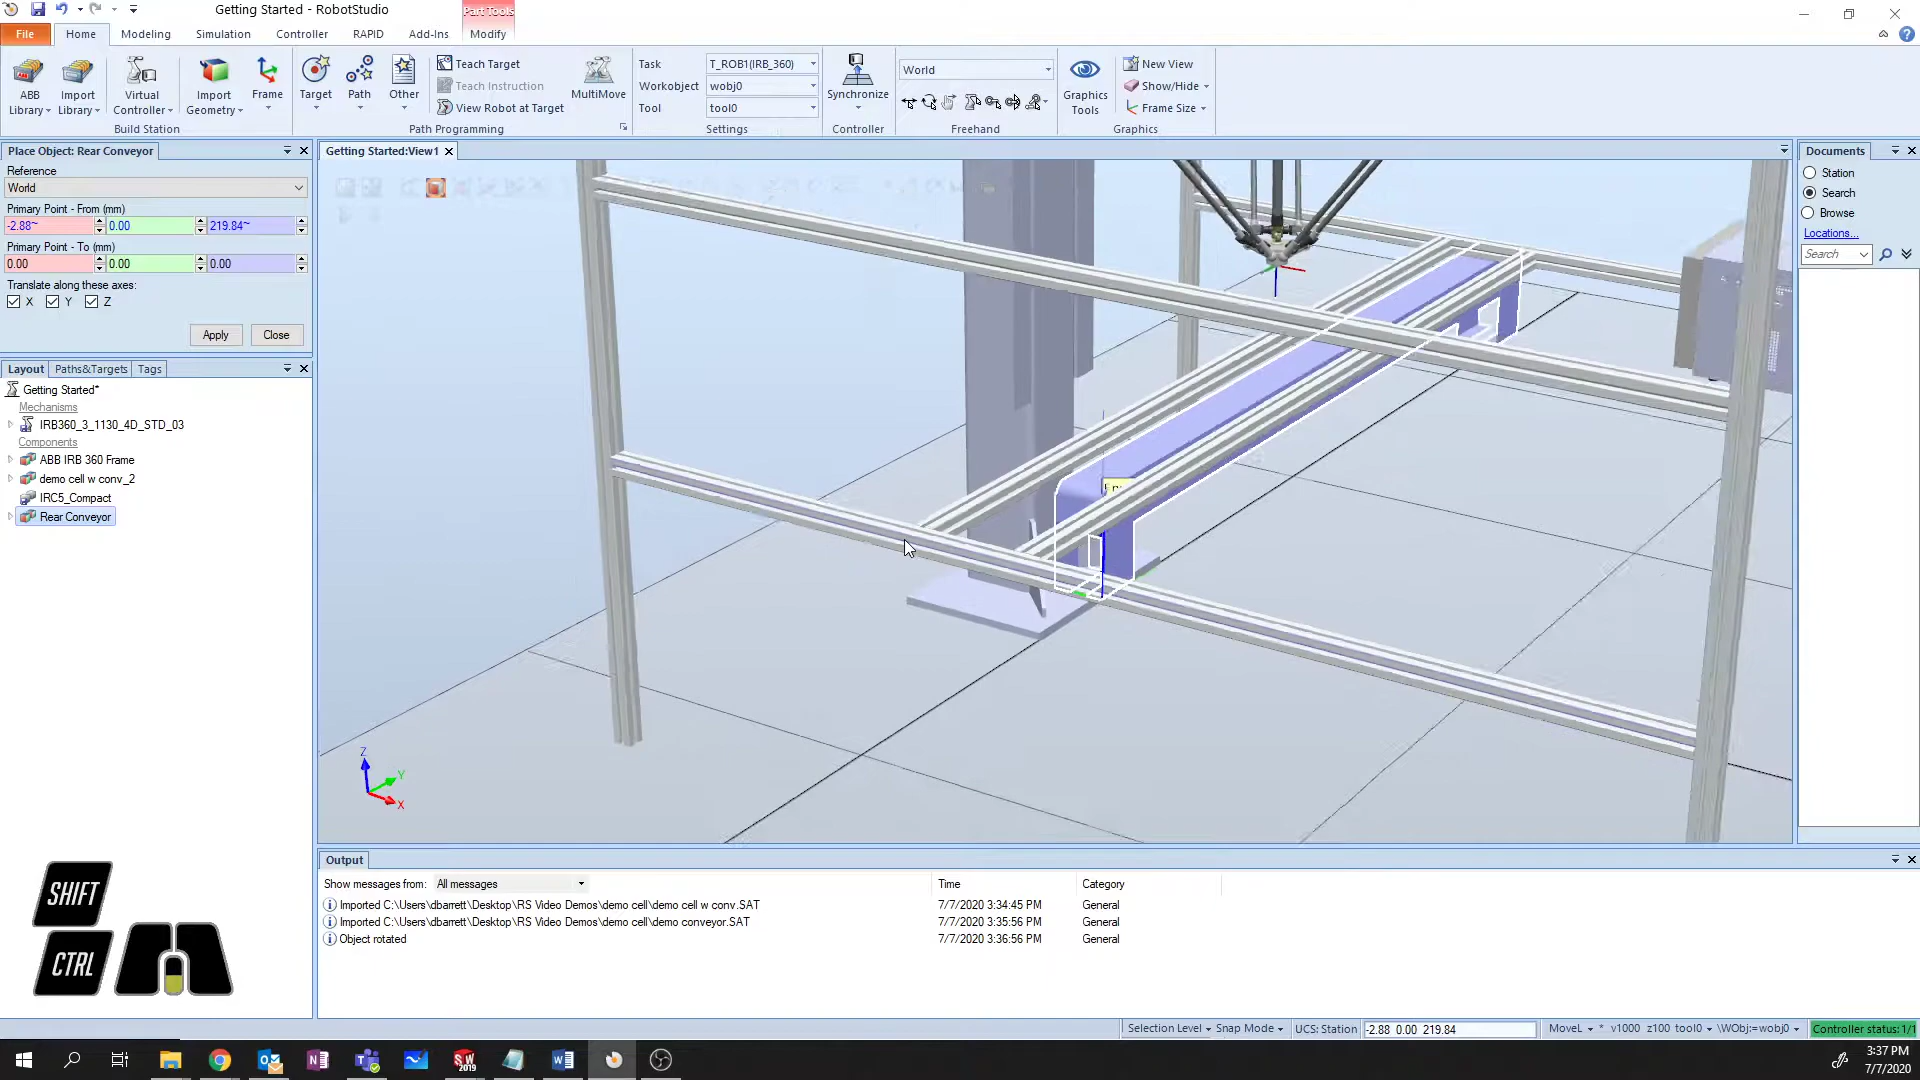 Getting Started - RobotStudio
Part Tools
File
Home
Modeling
Simulation
Controller
RAPID
Add-Ins
Modify
ABB
Library
Import
Library
Virtual
Controller
Import
Geometry
Frame
Build Station
Target
Path
Other
Teach Target
Teach Instruction
View Robot at Target
MultiMove
Path Programming
Task
T_ROB1(IRB_360)
Workobject
wobj0
Tool
tool0
Settings
Synchronize
Controller
World
Freehand
Graphics
Tools
New View
Show/Hide
Frame Size
Graphics
Place Object: Rear Conveyor
Reference
World
Primary Point - From (mm)
-2.88~ 0.00 219.84~
Primary Point - To (mm)
0.00 0.00 0.00
Translate along these axes:
X Y Z
Apply
Close
Layout
Paths&Targets
Tags
Getting Started*
Mechanisms
IRB360_3_1130_4D_STD_03
Components
ABB IRB 360 Frame
demo cell w conv_2
IRC5_Compact
Rear Conveyor
SHIFT
CTRL
Getting Started:View1
Z
Y
X
Documents
Station
Search
Browse
Locations...
Search
Output
Show messages from: All messages
Time
Category
Imported C:\Users\dbarrett\Desktop\RS Video Demos\demo cell\demo cell w conv.SAT 7/7/2020 3:34:45 PM General
Imported C:\Users\dbarrett\Desktop\RS Video Demos\demo cell\demo conveyor.SAT 7/7/2020 3:35:56 PM General
Object rotated 7/7/2020 3:36:56 PM General
Selection Level
Snap Mode
UCS: Station
-2.88 0.00 219.84
MoveL * v1000 z100 tool0 \WObj:=wobj0
Controller status: 1/1
SW
2019
3:37 PM
7/7/2020